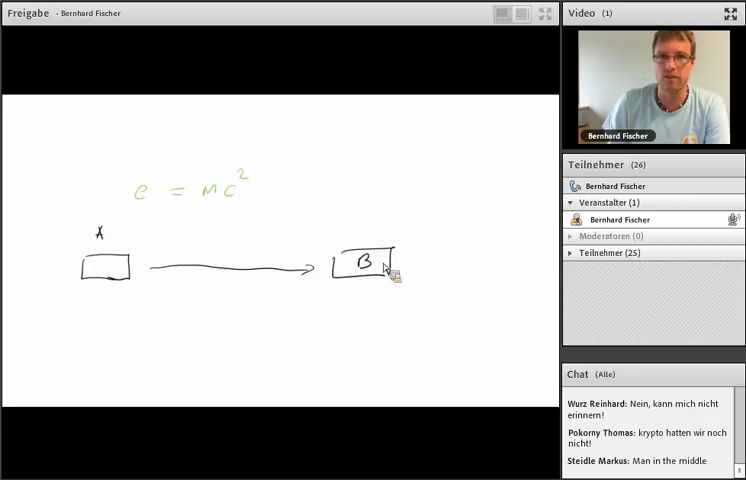 Freigabe - Bernhard Fischer
e = mc²
A
B
Video (1)
Bernhard Fischer
Teilnehmer (26)
Bernhard Fischer
Veranstalter (1)
Bernhard Fischer
Moderatoren (0)
Teilnehmer (25)
Chat (Alle)
Wurz Reinhard: Nein, kann mich nicht
erinnern!
Pokorny Thomas: krypto hatten wir noch
nicht!
Steidle Markus: Man in the middle